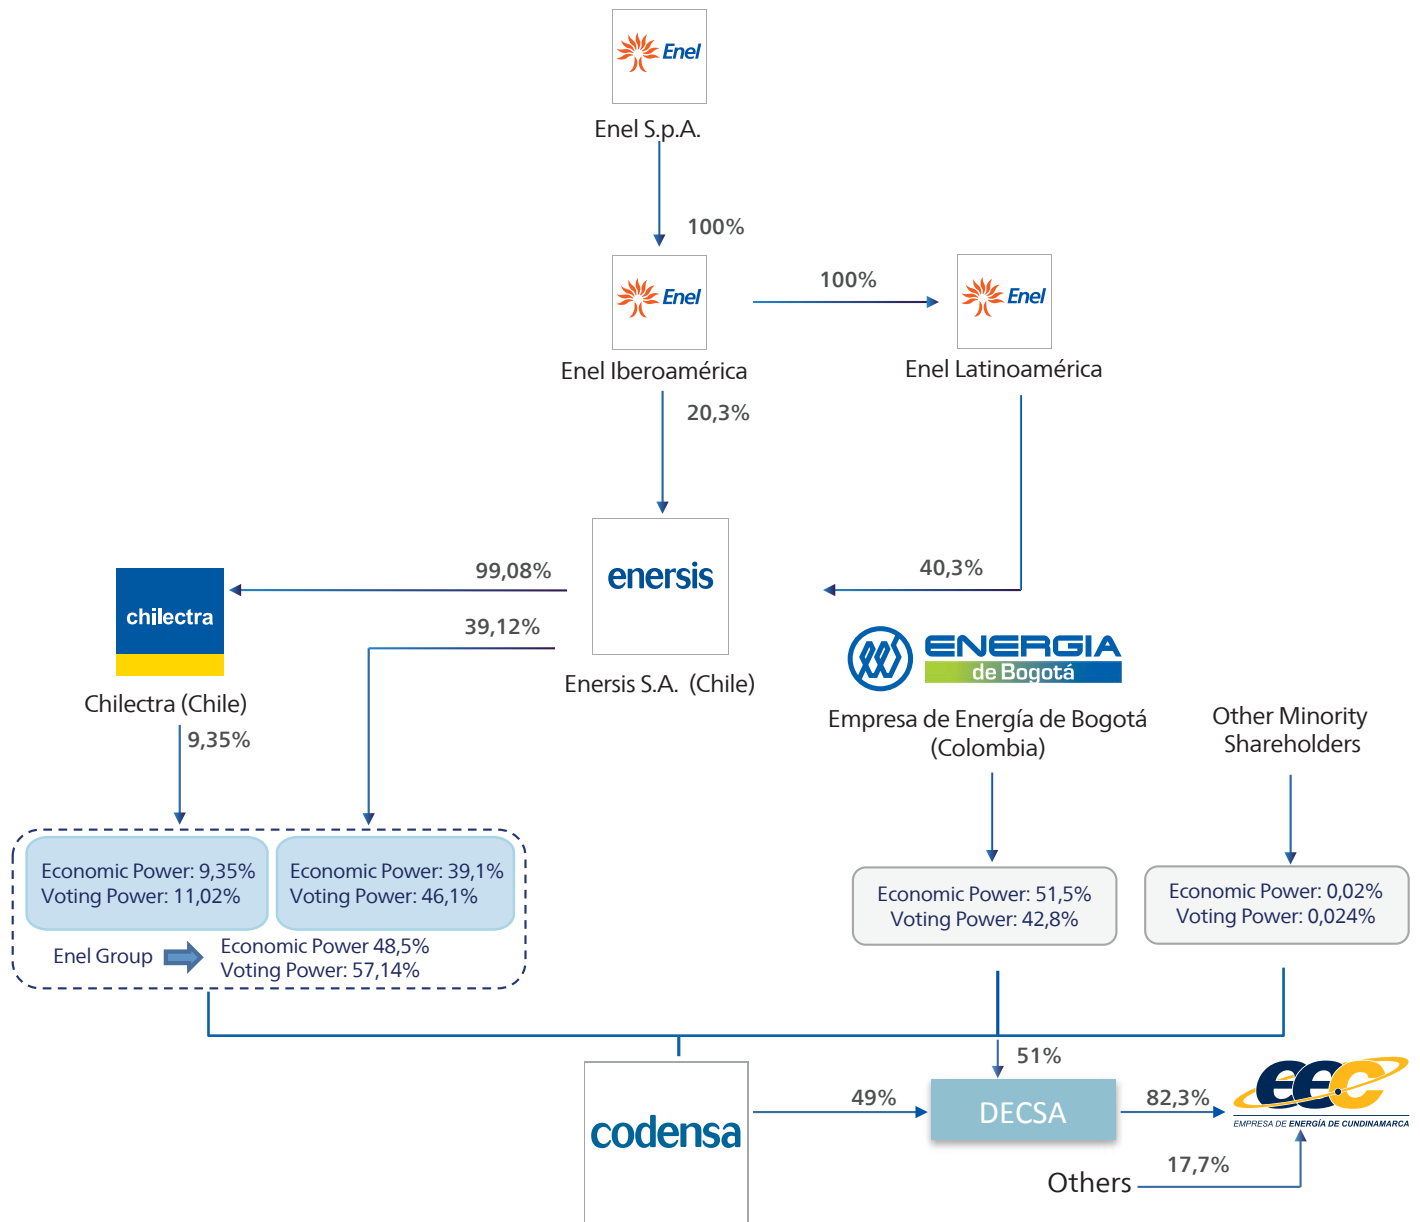 Enel
Enel S.p.A.
100%
Enel
100%
Enel
Enel Iberoamérica
Enel Latinoamérica
20,3%
enersis
99,08%
40,3%
chilectra
39,12%
ENERGIA
de Bogotá
Enersis S.A. (Chile)
Chilectra (Chile)
Empresa de Energía de Bogotá
(Colombia)
Other Minority
Shareholders
9,35%
Economic Power: 9,35%
Voting Power: 11,02%
Economic Power: 39,1%
Voting Power: 46,1%
Economic Power: 51,5%
Voting Power: 42,8%
Economic Power: 0,02%
Voting Power: 0,024%
Enel Group
Economic Power 48,5%
Voting Power: 57,14%
51%
codensa
49%
DECSA
82,3%
eec
EMPRESA DE ENERGÍA DE CUNDINAMARCA
Others
17,7%